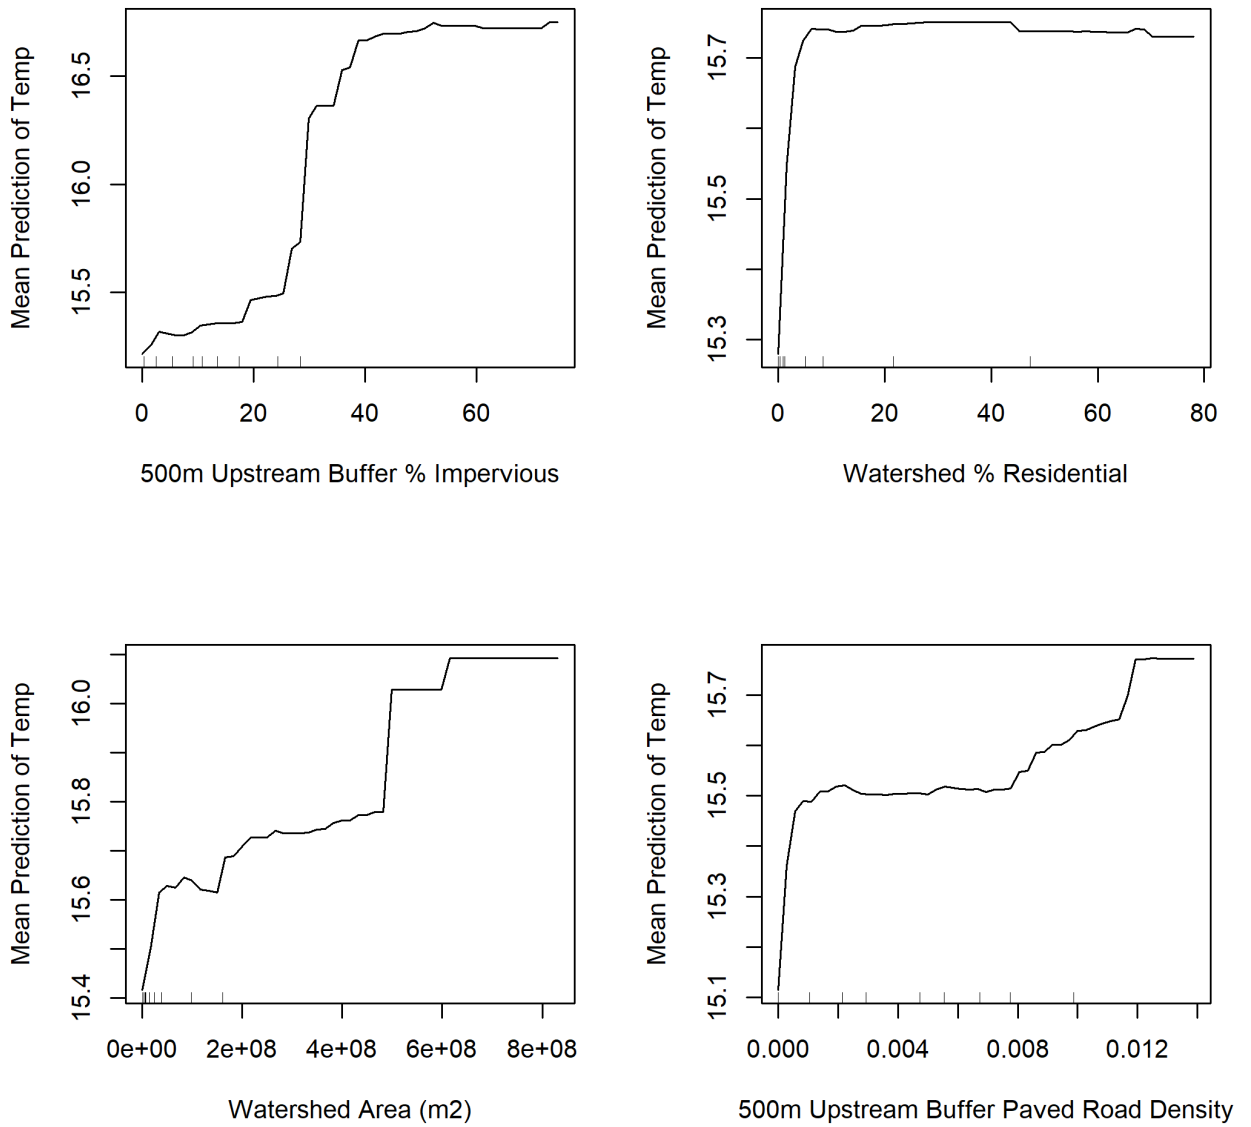 Mean Prediction of Temp
15.5 16.0 16.5
0 20 40 60
500m Upstream Buffer % Impervious
Mean Prediction of Temp
15.3 15.5 15.7
0 20 40 60 80
Watershed % Residential
Mean Prediction of Temp
15.4 15.6 15.8 16.0
0e+00 2e+08 4e+08 6e+08 8e+08
Watershed Area (m2)
Mean Prediction of Temp
15.1 15.3 15.5 15.7
0.000 0.004 0.008 0.012
500m Upstream Buffer Paved Road Density